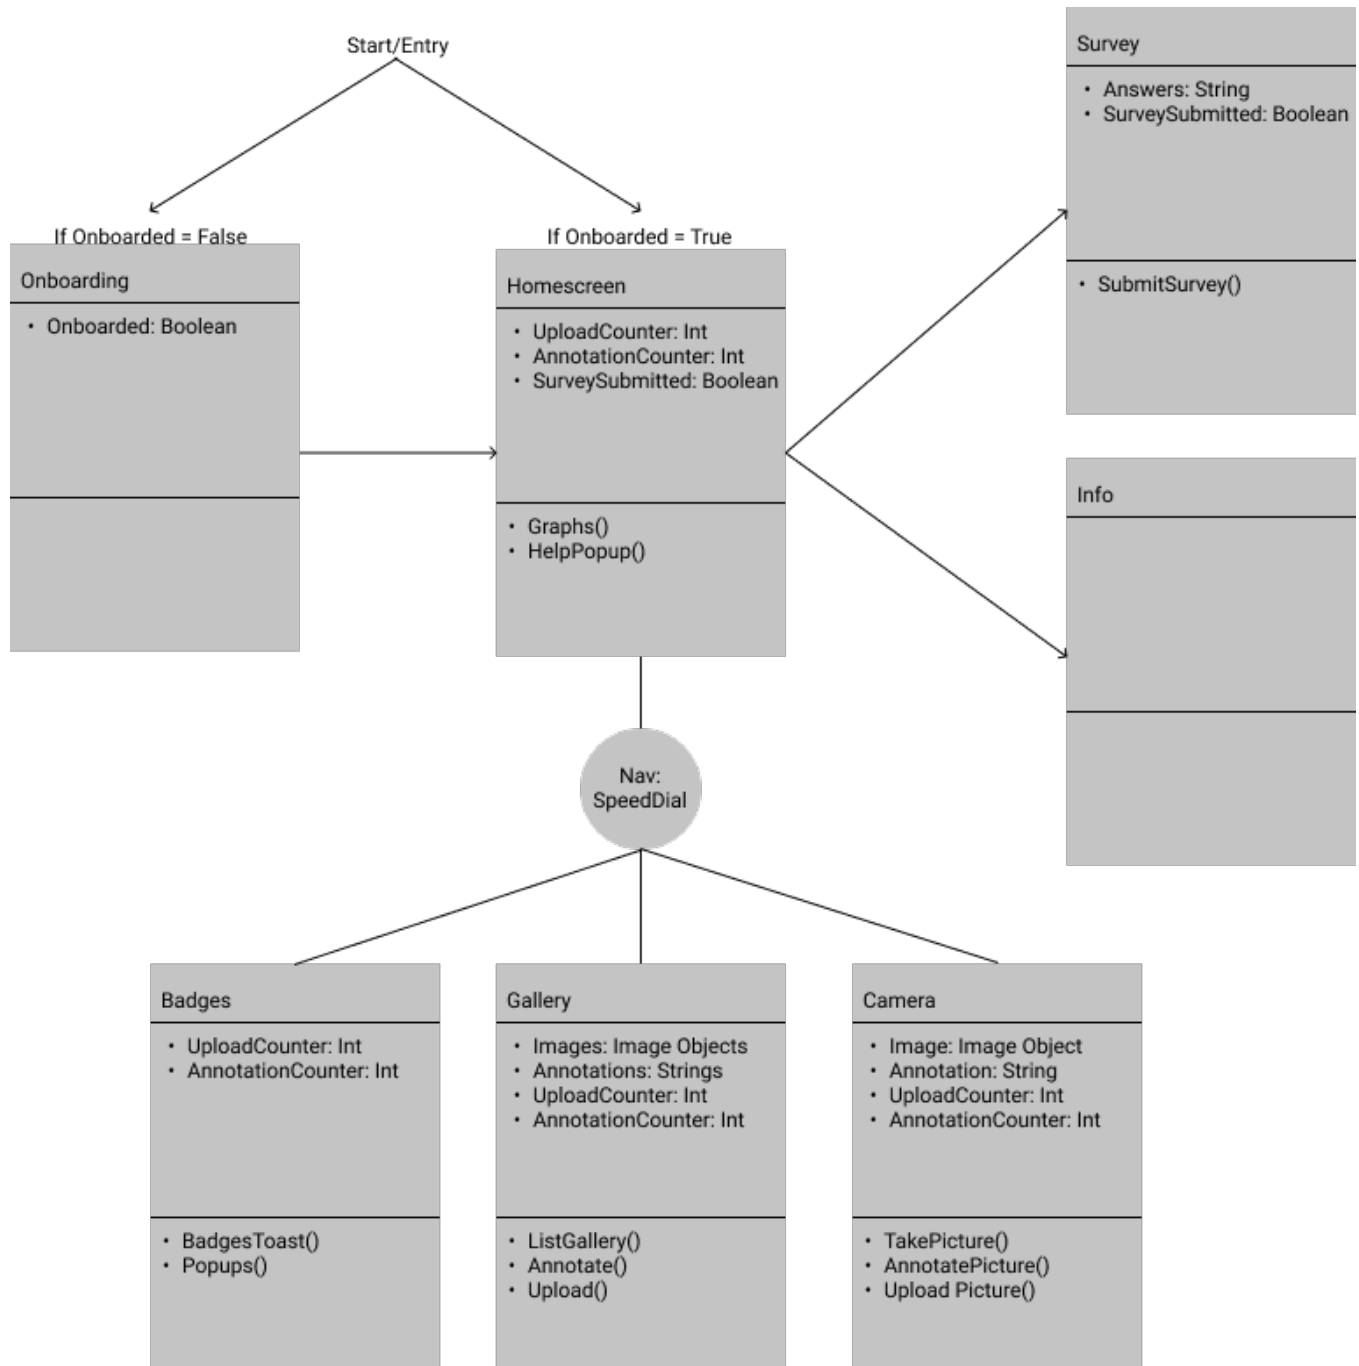 Start/Entry
If Onboarded = False
If Onboarded = True
Onboarding
• Onboarded: Boolean
Homescreen
• UploadCounter: Int
• AnnotationCounter: Int
• SurveySubmitted: Boolean
• Graphs()
• HelpPopup()
Survey
• Answers: String
• SurveySubmitted: Boolean
• SubmitSurvey()
Info
Nav:
SpeedDial
Badges
• UploadCounter: Int
• AnnotationCounter: Int
• BadgesToast()
• Popups()
Gallery
• Images: Image Objects
• Annotations: Strings
• UploadCounter: Int
• AnnotationCounter: Int
• ListGallery()
• Annotate()
• Upload()
Camera
• Image: Image Object
• Annotation: String
• UploadCounter: Int
• AnnotationCounter: Int
• TakePicture()
• AnnotatePicture()
• Upload Picture()